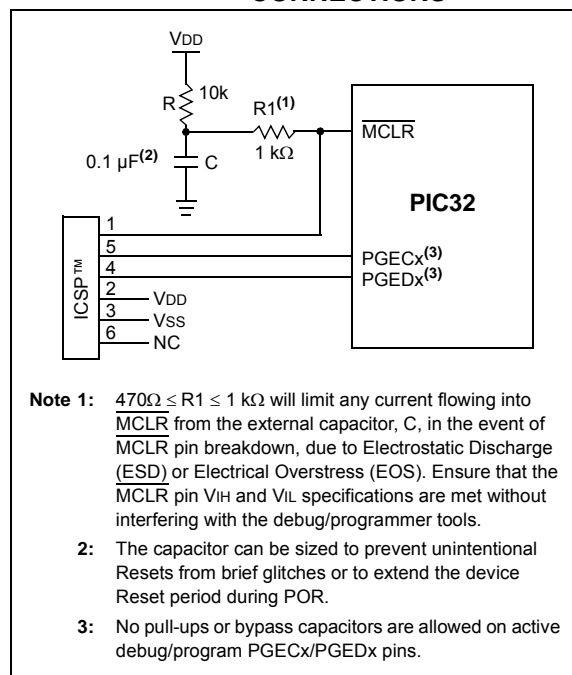 CONNECTIONS
VDD
R
10k
R1(1)
1 kΩ
0.1 µF(2)
C
MCLR
PIC32
PGECx(3)
PGEDx(3)
ICSP™
1
5
4
2
VDD
3
VSS
6
NC
Note 1: 470Ω ≤ R1 ≤ 1 kΩ will limit any current flowing into
MCLR from the external capacitor, C, in the event of
MCLR pin breakdown, due to Electrostatic Discharge
(ESD) or Electrical Overstress (EOS). Ensure that the
MCLR pin VIH and VIL specifications are met without
interfering with the debug/programmer tools.
2: The capacitor can be sized to prevent unintentional
Resets from brief glitches or to extend the device
Reset period during POR.
3: No pull-ups or bypass capacitors are allowed on active
debug/program PGECx/PGEDx pins.